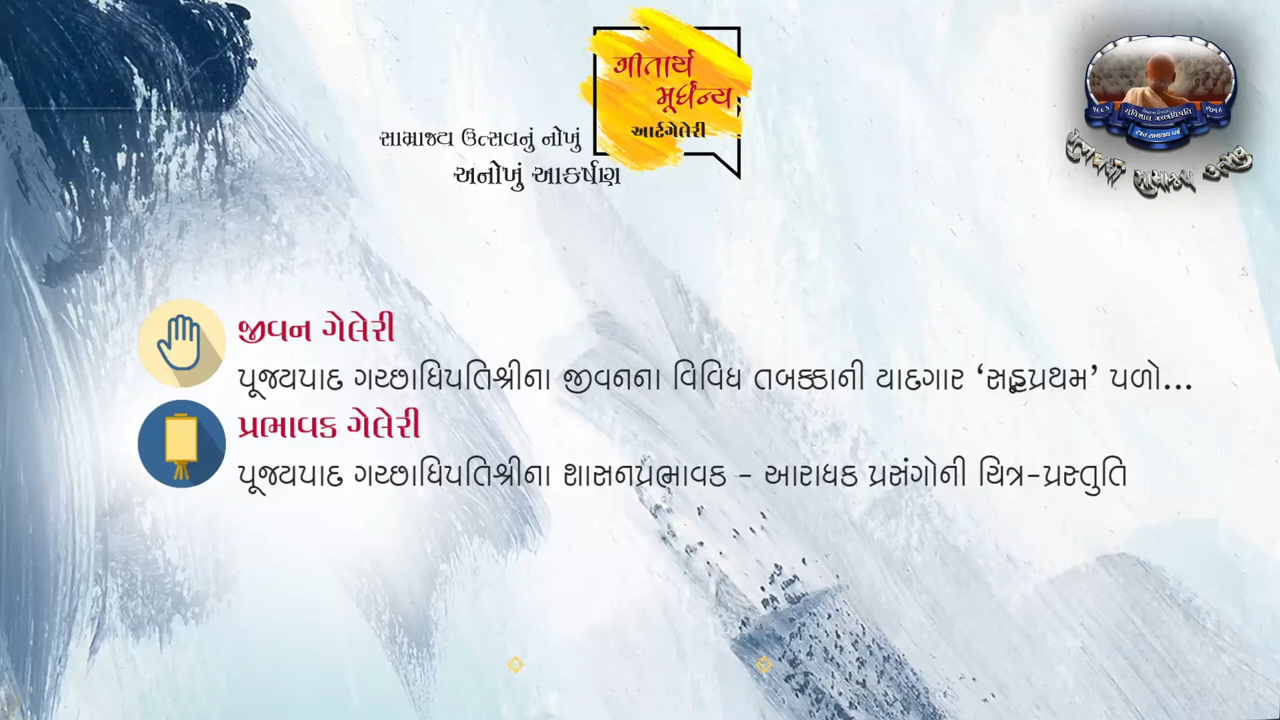 ગીતાર્થ
મૂર્ધન્ય
આર્ટગેલેરી
સામ્રાજ્ય ઉત્સવનું નોખું
અનોખું આકર્ષણ
જીવન ગેલેરી
પૂજ્યપાદ ગચ્છાધિપતિશ્રીના જીવનના વિવિધ તબક્કાની યાદગાર ‘સહુપ્રથમ’ પળો...
પ્રભાવક ગેલેરી
પૂજ્યપાદ ગચ્છાધિપતિશ્રીના શાસનપ્રભાવક - આરાધક પ્રસંગોની ચિત્ર-પ્રસ્તુતિ